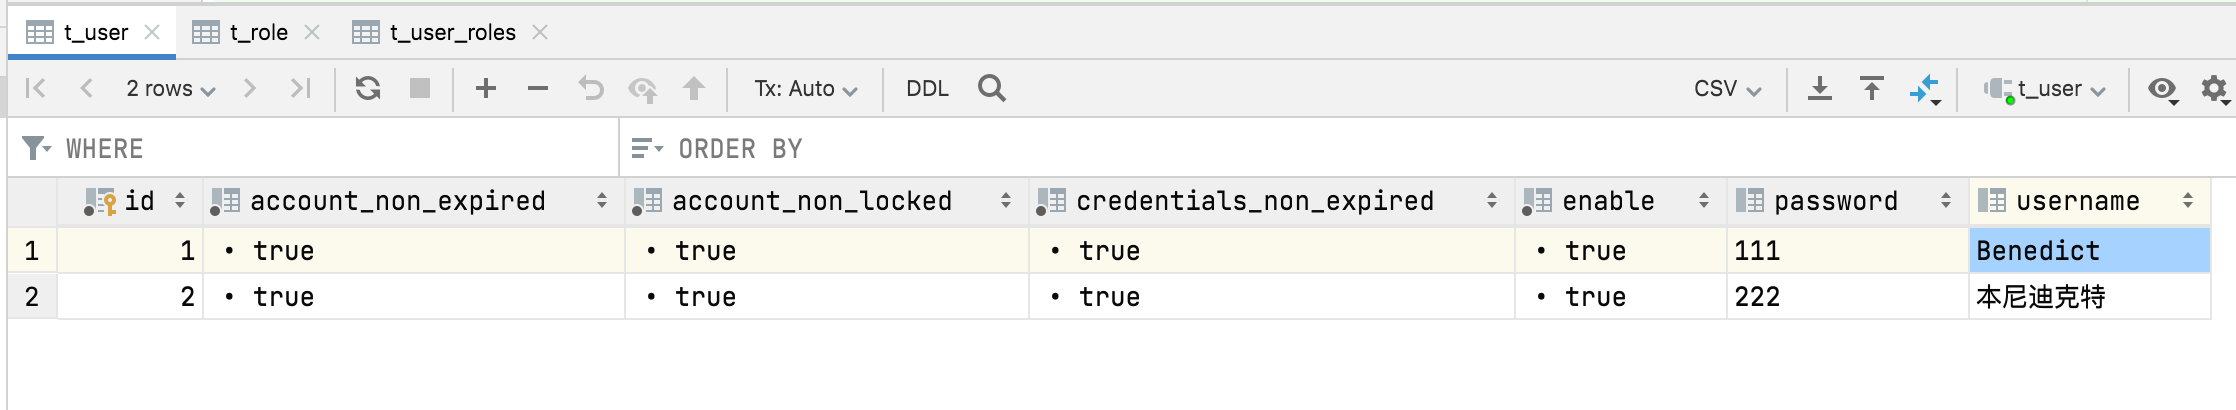 t_user t_role t_user_roles
2 rows Tx: Auto DDL CSV t_user
WHERE ORDER BY
id account_non_expired account_non_locked credentials_non_expired enable password username
1 1 true true true true 111 Benedict
2 2 true true true true 222 本尼迪克特